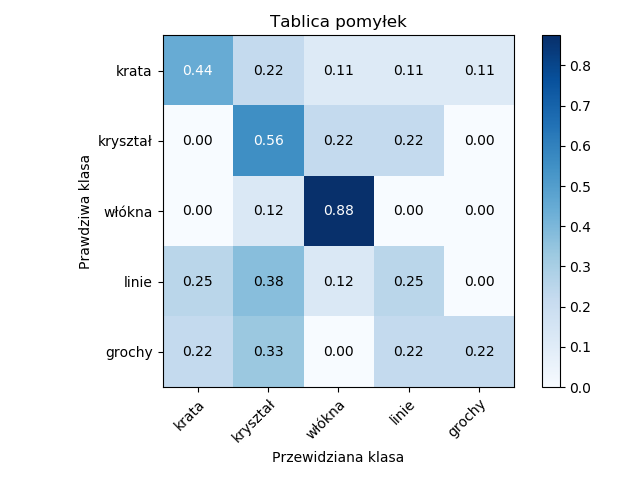 Tablica pomyłek
Prawdziwa klasa
krata 0.44 0.22 0.11 0.11 0.11
kryształ 0.00 0.56 0.22 0.22 0.00
włókna 0.00 0.12 0.88 0.00 0.00
linie 0.25 0.38 0.12 0.25 0.00
grochy 0.22 0.33 0.00 0.22 0.22
krata kryształ włókna linie grochy
Przewidziana klasa
0.8
0.7
0.6
0.5
0.4
0.3
0.2
0.1
0.0